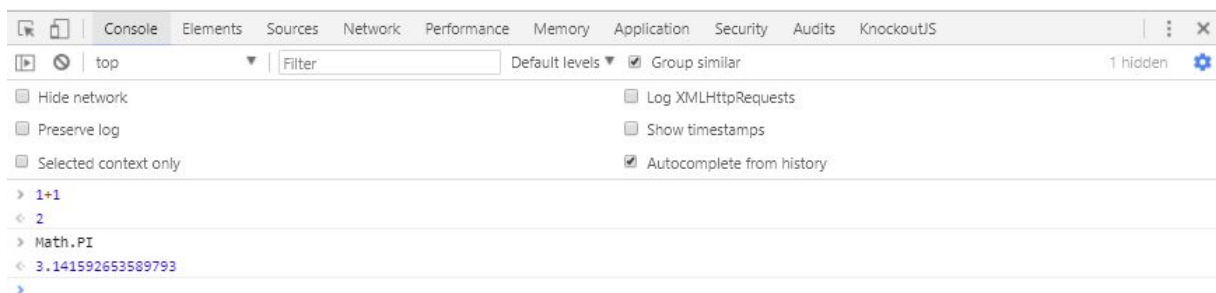 Console Elements Sources Network Performance Memory Application Security Audits KnockoutJS
top Filter Default levels Group similar 1 hidden
Hide network Log XMLHttpRequests
Preserve log Show timestamps
Selected context only Autocomplete from history
> 1+1
< 2
> Math.PI
< 3.141592653589793
>